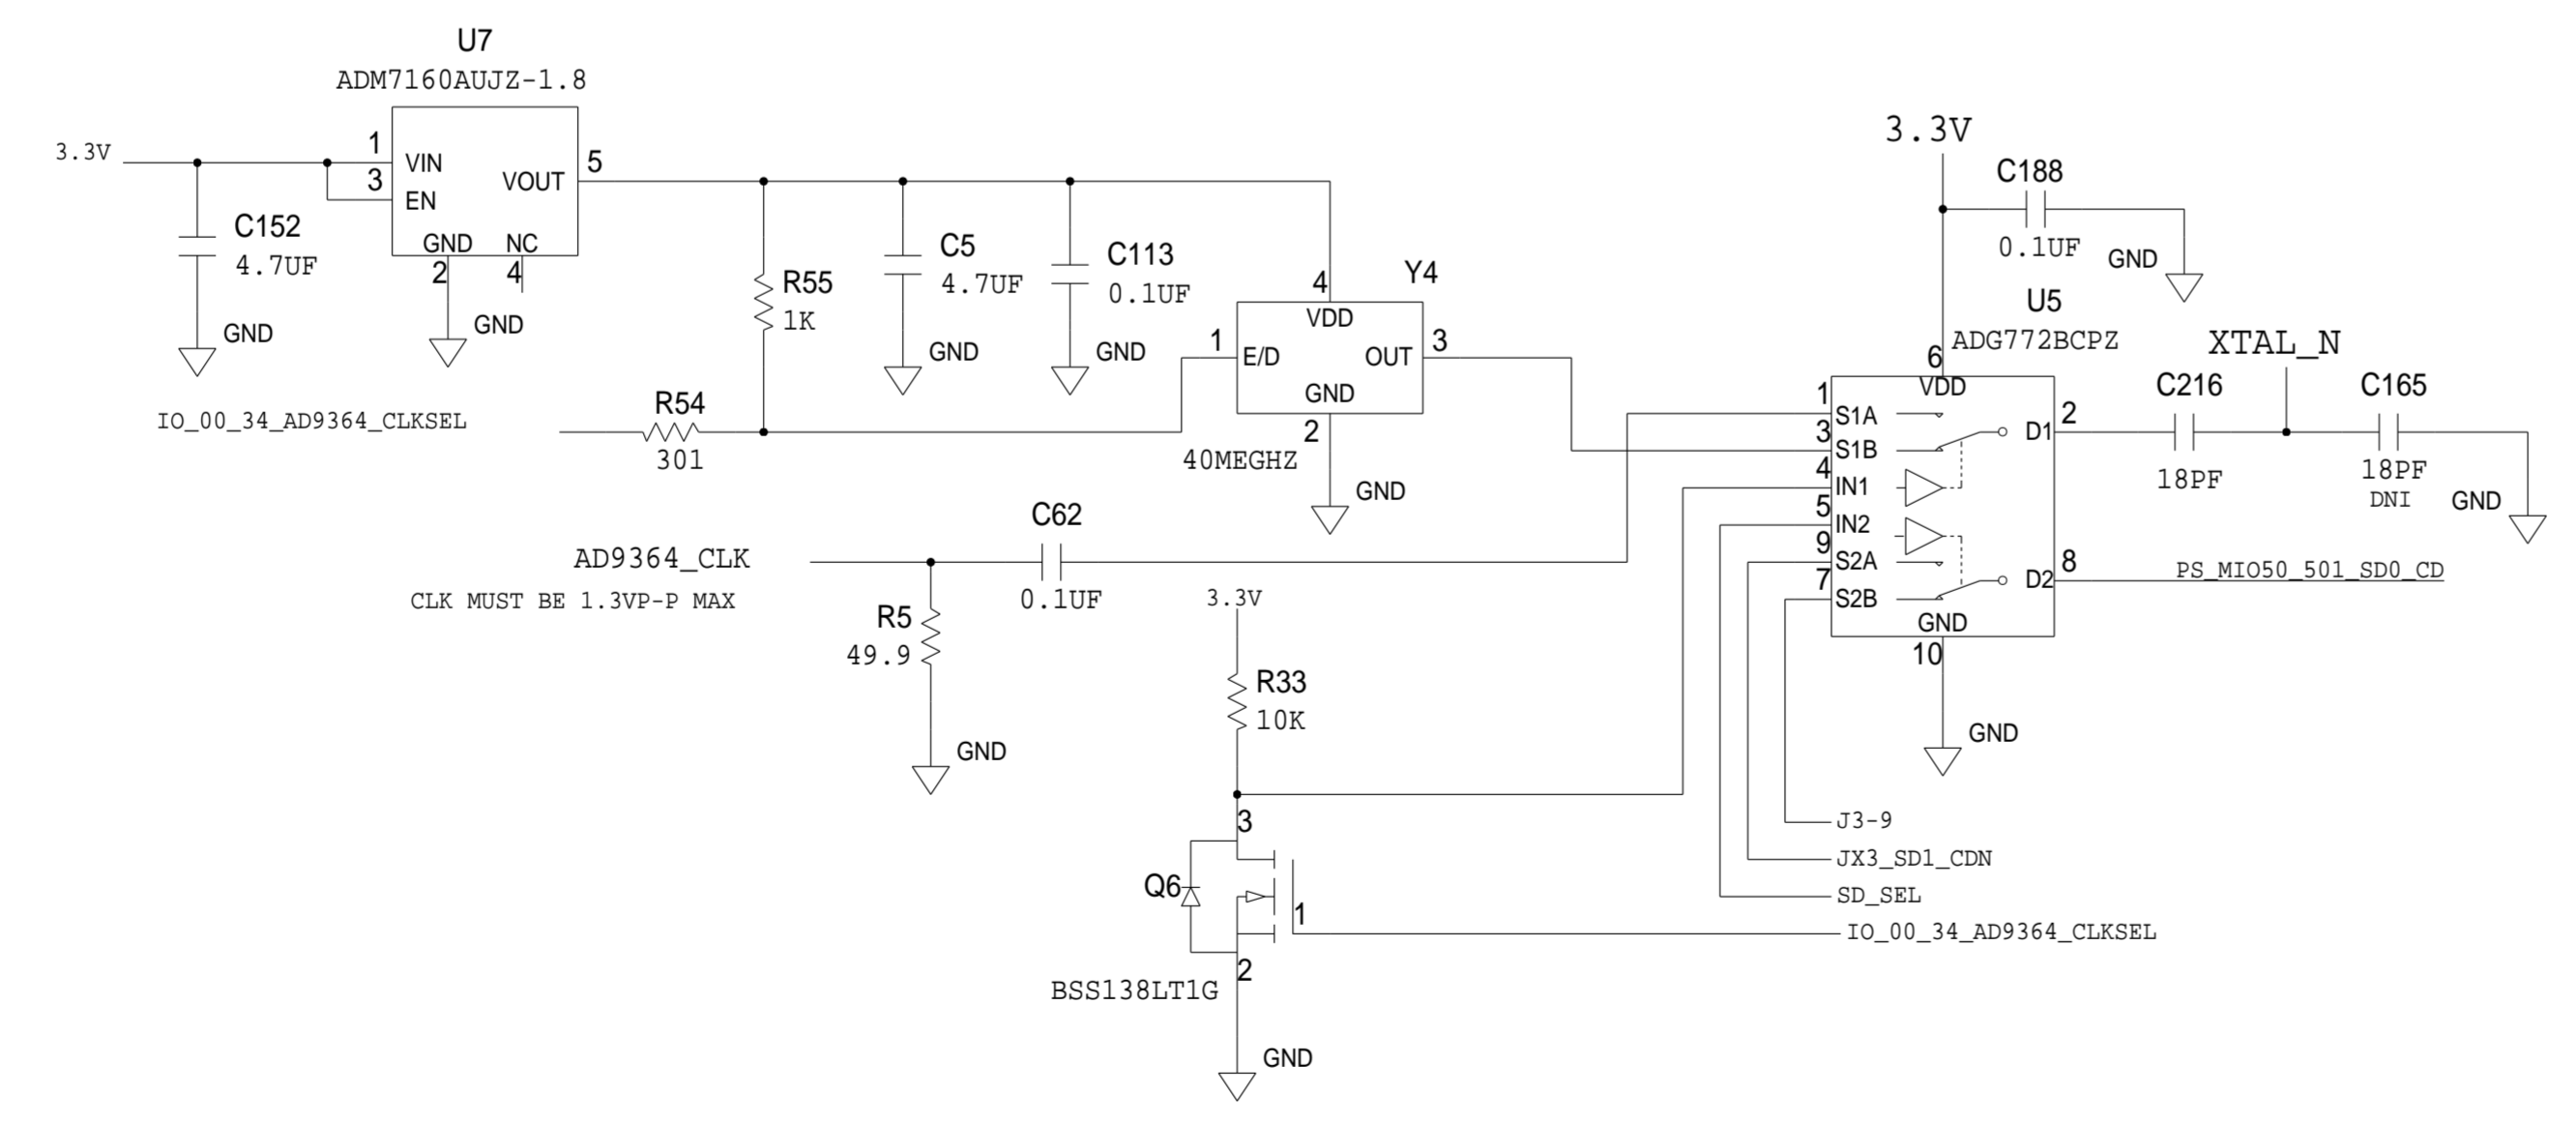 U7
ADM7160AUJZ-1.8
3.3V
1
3
VIN
EN
VOUT
5
GND
NC
2
4
C152
4.7UF
GND
GND
R55
1K
C5
4.7UF
GND
C113
0.1UF
GND
Y4
4
VDD
1
E/D
OUT
3
GND
2
40MEGHZ
GND
IO_00_34_AD9364_CLKSEL
R54
301
AD9364_CLK
CLK MUST BE 1.3VP-P MAX
C62
0.1UF
R5
49.9
GND
3.3V
R33
10K
3
Q6
1
2
BSS138LT1G
GND
3.3V
C188
0.1UF
GND
U5
ADG772BCPZ
6
VDD
1
S1A
3
S1B
4
IN1
5
IN2
9
S2A
7
S2B
D1
2
D2
8
GND
10
GND
XTAL_N
C216
18PF
C165
18PF
DNI
GND
PS_MIO50_501_SD0_CD
J3-9
JX3_SD1_CDN
SD_SEL
IO_00_34_AD9364_CLKSEL